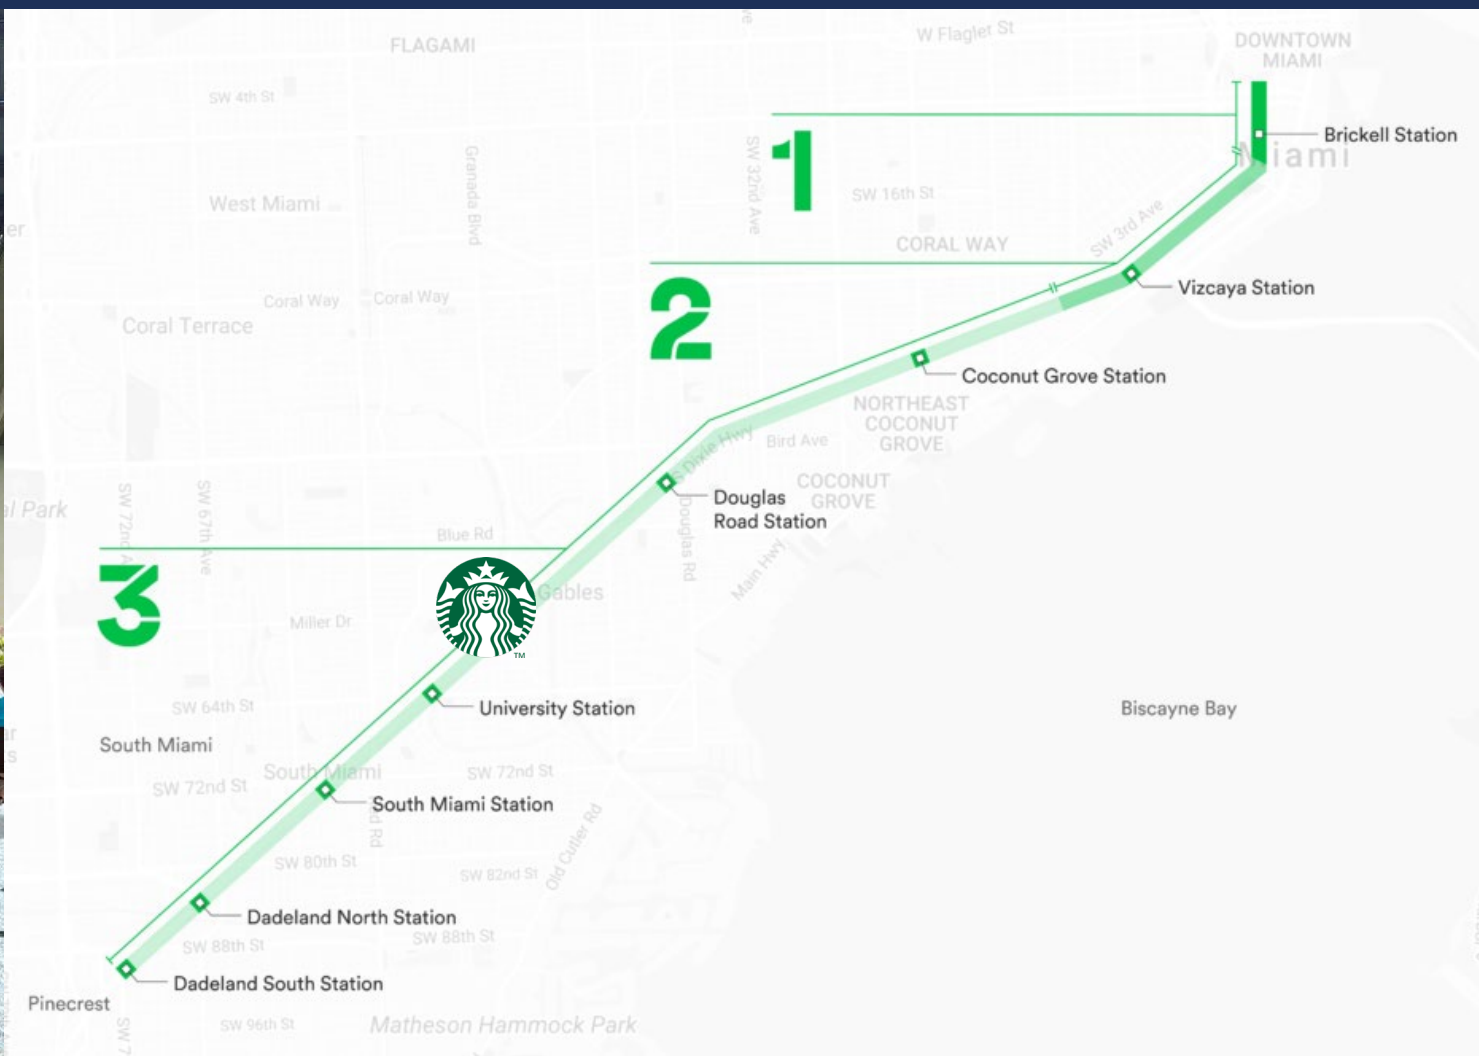 FLAGAMI
W Flagler St
DOWNTOWN
MIAMI
SW 4th St
1
Brickell Station
Miami
SW 32nd Ave
Granada Blvd
SW 16th St
West Miami
SW 3rd Ave
CORAL WAY
2
Vizcaya Station
Coral Way
Coral Way
Coral Terrace
Coconut Grove Station
NORTHEAST
COCONUT
GROVE
S Dixie Hwy
Bird Ave
COCONUT
GROVE
Douglas
Road Station
al Park
SW 72nd A
SW 67th Ave
Blue Rd
Douglas Rd
Main Hwy
3
Gables
Miller Dr
TM
University Station
SW 64th St
Biscayne Bay
South Miami
South Miami
SW 72nd St
SW 72nd St
South Miami Station
d Rd
Old Cutler Rd
SW 80th St
SW 82nd St
Dadeland North Station
SW 88th St
SW 88th St
Dadeland South Station
Pinecrest
SW 96th St
Matheson Hammock Park
SW 7